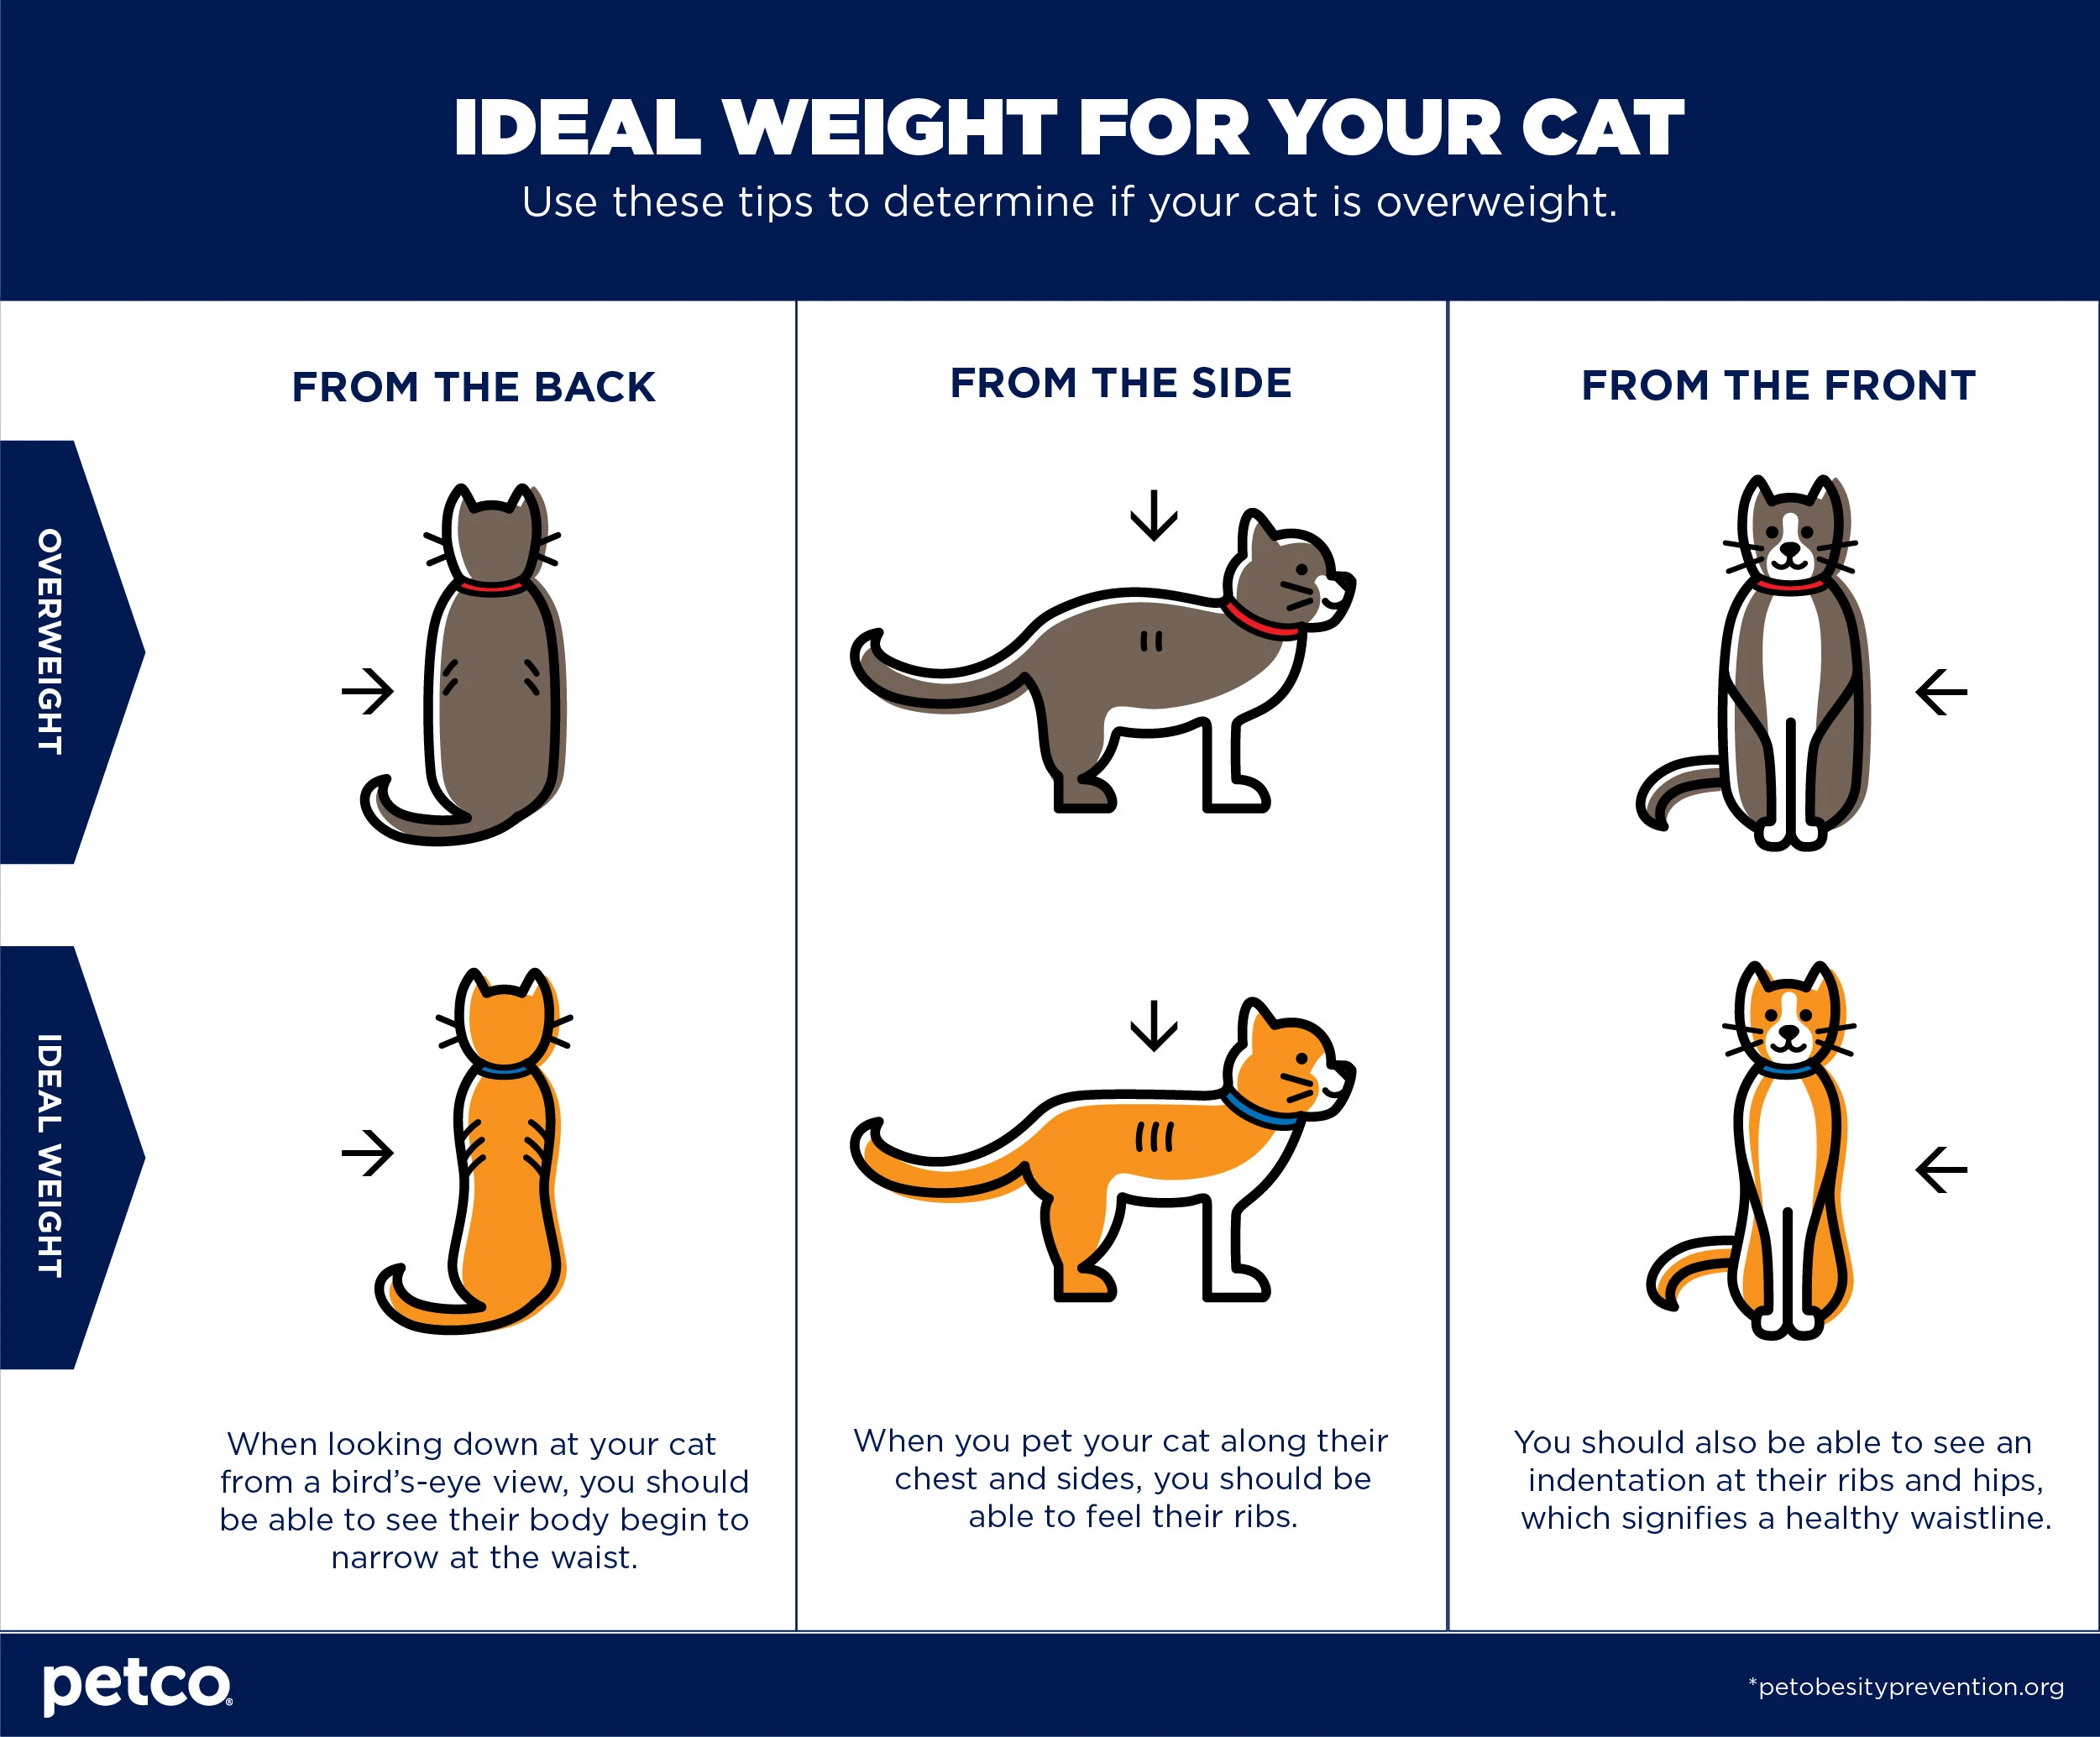 IDEAL WEIGHT FOR YOUR CAT
Use these tips to determine if your cat is overweight.
FROM THE BACK
FROM THE SIDE
FROM THE FRONT
OVERWEIGHT
IDEAL WEIGHT
When looking down at your cat
from a bird's-eye view, you should
be able to see their body begin to
narrow at the waist.
When you pet your cat along their
chest and sides, you should be
able to feel their ribs.
You should also be able to see an
indentation at their ribs and hips,
which signifies a healthy waistline.
petco®
*petobesityprevention.org